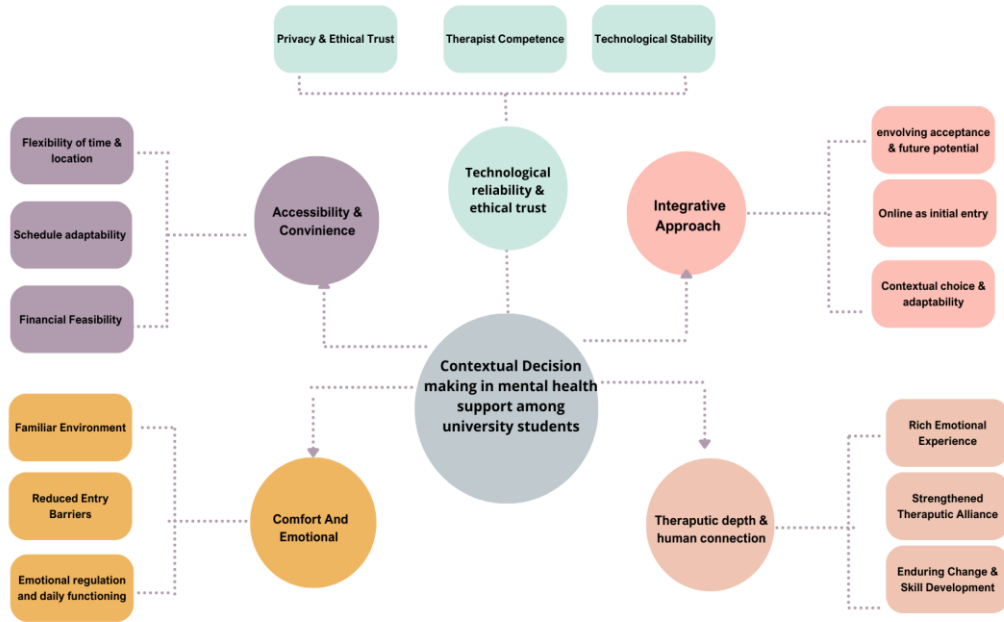 Privacy & Ethical Trust
Therapist Competence
Technological Stability
Flexibility of time &
location
Schedule adaptability
Financial Feasibility
Accessibility &
Convinience
Technological
reliability &
ethical trust
Integrative
Approach
envolving acceptance
& future potential
Online as initial entry
Contextual choice &
adaptability
Contextual Decision
making in mental health
support among
university students
Familiar Environment
Reduced Entry
Barriers
Emotional regulation
and daily functioning
Comfort And
Emotional
Theraputic depth &
human connection
Rich Emotional
Experience
Strengthened
Theraputic Alliance
Enduring Change &
Skill Development